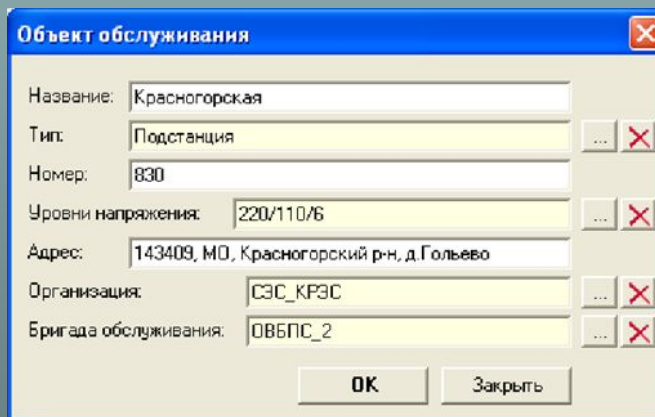 Объект обслуживания
Название: Красногорская
Тип: Подстанция ...
Номер: 830
Уровни напряжения: 220/110/6 ...
Адрес: 143409, МО, Красногорский р-н, д.Гольево
Организация: СЭС_КРЭС ...
Бригада обслуживания: ОВБПС_2 ...
ОК Закрыть